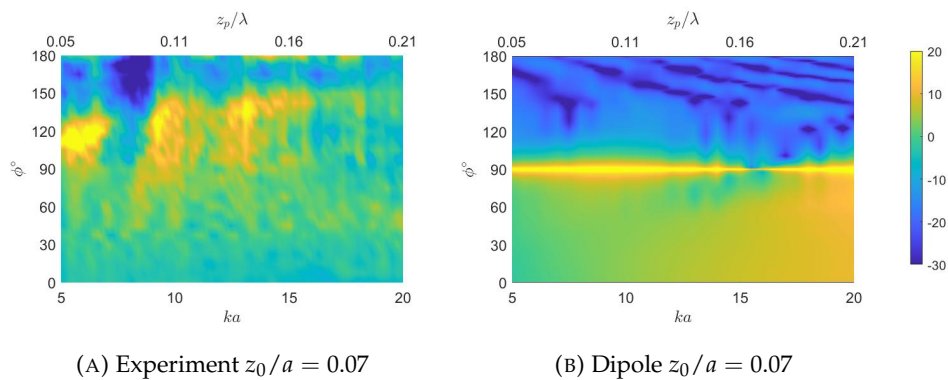 z_p/λ
0.05 0.11 0.16 0.21
180
150
120
90
60
30
0
ϕ°
5 10 15 20
ka
(A) Experiment z_0/a = 0.07
z_p/λ
0.05 0.11 0.16 0.21
180
150
120
90
60
30
0
ϕ°
5 10 15 20
ka
(B) Dipole z_0/a = 0.07
20
10
0
-10
-20
-30